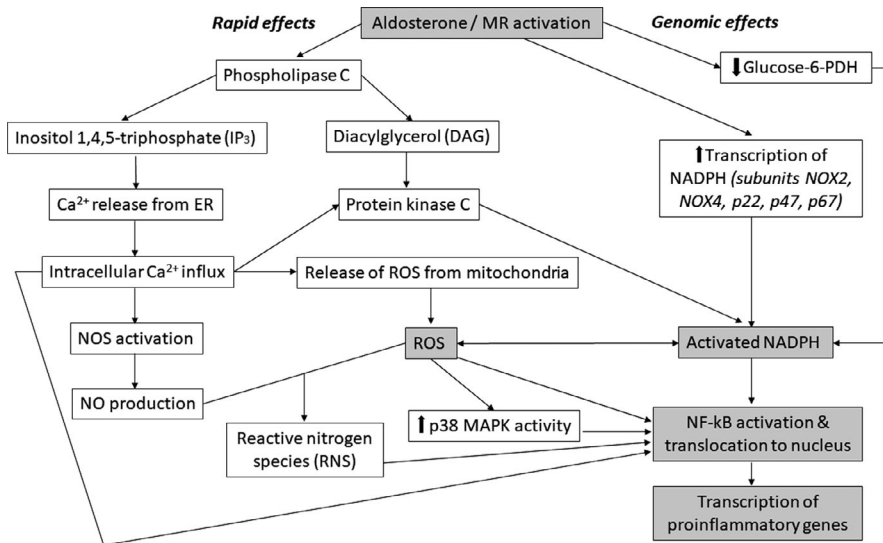 Rapid effects
Aldosterone / MR activation
Genomic effects
⬇Glucose-6-PDH
Phospholipase C
Inositol 1,4,5-triphosphate (IP₃)
Diacylglycerol (DAG)
⬆Transcription of
NADPH (subunits NOX2,
NOX4, p22, p47, p67)
Ca²⁺ release from ER
Protein kinase C
Intracellular Ca²⁺ influx
Release of ROS from mitochondria
NOS activation
ROS
Activated NADPH
NO production
⬆p38 MAPK activity
NF-kB activation &
translocation to nucleus
Reactive nitrogen
species (RNS)
Transcription of
proinflammatory genes